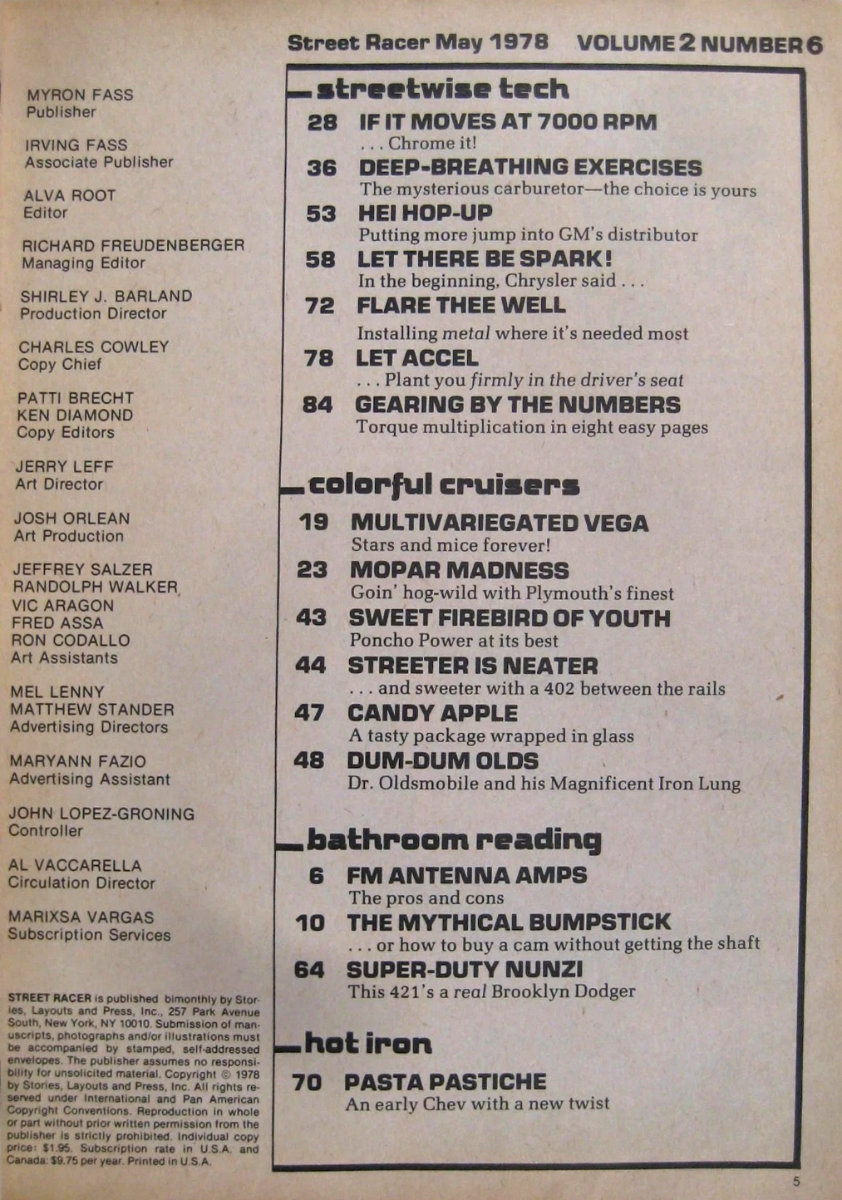 Street Racer May 1978 VOLUME 2 NUMBER 6
MYRON FASS
Publisher
IRVING FASS
Associate Publisher
ALVA ROOT
Editor
RICHARD FREUDENBERGER
Managing Editor
SHIRLEY J. BARLAND
Production Director
CHARLES COWLEY
Copy Chief
PATTI BRECHT
KEN DIAMOND
Copy Editors
JERRY LEFF
Art Director
JOSH ORLEAN
Art Production
JEFFREY SALZER
RANDOLPH WALKER
VIC ARAGON
FRED ASSA
RON CODALLO
Art Assistants
MEL LENNY
MATTHEW STANDER
Advertising Directors
MARYANN FAZIO
Advertising Assistant
JOHN LOPEZ-GRONING
Controller
AL VACCARELLA
Circulation Director
MARIXSA VARGAS
Subscription Services
STREET RACER is published bimonthly by Stor-
ies, Layouts and Press, Inc., 257 Park Avenue
South, New York, NY 10010. Submission of man-
uscripts, photographs and/or illustrations must
be accompanied by stamped, self-addressed
envelopes. The publisher assumes no responsi-
bility for unsolicited material. Copyright © 1978
by Stories, Layouts and Press, Inc. All rights re-
served under International and Pan American
Copyright Conventions. Reproduction in whole
or part without prior written permission from the
publisher is strictly prohibited. Individual copy
price: $1.95. Subscription rate in U.S.A. and
Canada: $9.75 per year. Printed in U.S.A.
streetwise tech
28 IF IT MOVES AT 7000 RPM
. . . Chrome it!
36 DEEP-BREATHING EXERCISES
The mysterious carburetor—the choice is yours
53 HEI HOP-UP
Putting more jump into GM's distributor
58 LET THERE BE SPARK!
In the beginning, Chrysler said . . .
72 FLARE THEE WELL
Installing metal where it's needed most
78 LET ACCEL
. . . Plant you firmly in the driver's seat
84 GEARING BY THE NUMBERS
Torque multiplication in eight easy pages
colorful cruisers
19 MULTIVARIEGATED VEGA
Stars and mice forever!
23 MOPAR MADNESS
Goin' hog-wild with Plymouth's finest
43 SWEET FIREBIRD OF YOUTH
Poncho Power at its best
44 STREETER IS NEATER
. . . and sweeter with a 402 between the rails
47 CANDY APPLE
A tasty package wrapped in glass
48 DUM-DUM OLDS
Dr. Oldsmobile and his Magnificent Iron Lung
bathroom reading
6 FM ANTENNA AMPS
The pros and cons
10 THE MYTHICAL BUMPSTICK
. . . or how to buy a cam without getting the shaft
64 SUPER-DUTY NUNZI
This 421's a real Brooklyn Dodger
hot iron
70 PASTA PASTICHE
An early Chev with a new twist
5